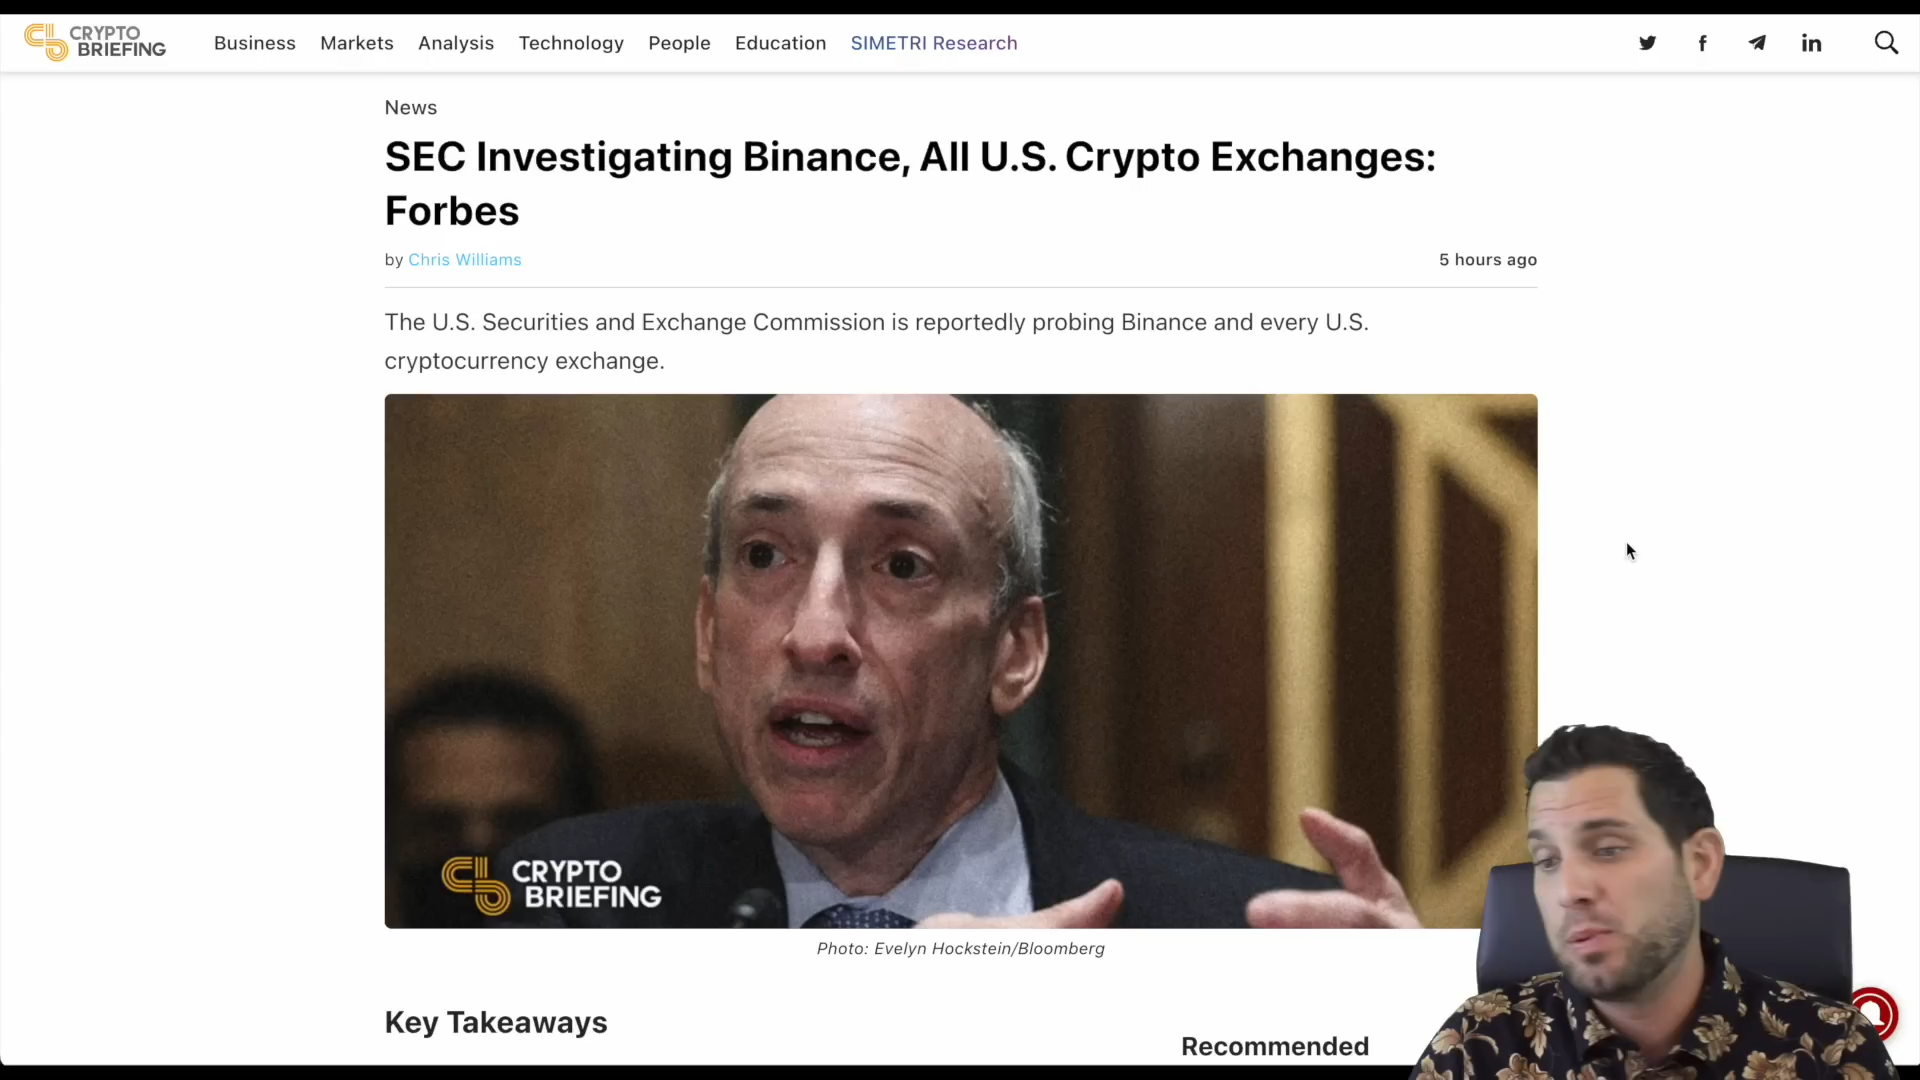 CRYPTO
BRIEFING
Business Markets Analysis Technology People Education SIMETRI Research
News
SEC Investigating Binance, All U.S. Crypto Exchanges:
Forbes
by Chris Williams
5 hours ago
The U.S. Securities and Exchange Commission is reportedly probing Binance and every U.S.
cryptocurrency exchange.
CRYPTO
BRIEFING
Photo: Evelyn Hockstein/Bloomberg
Key Takeaways
Recommended